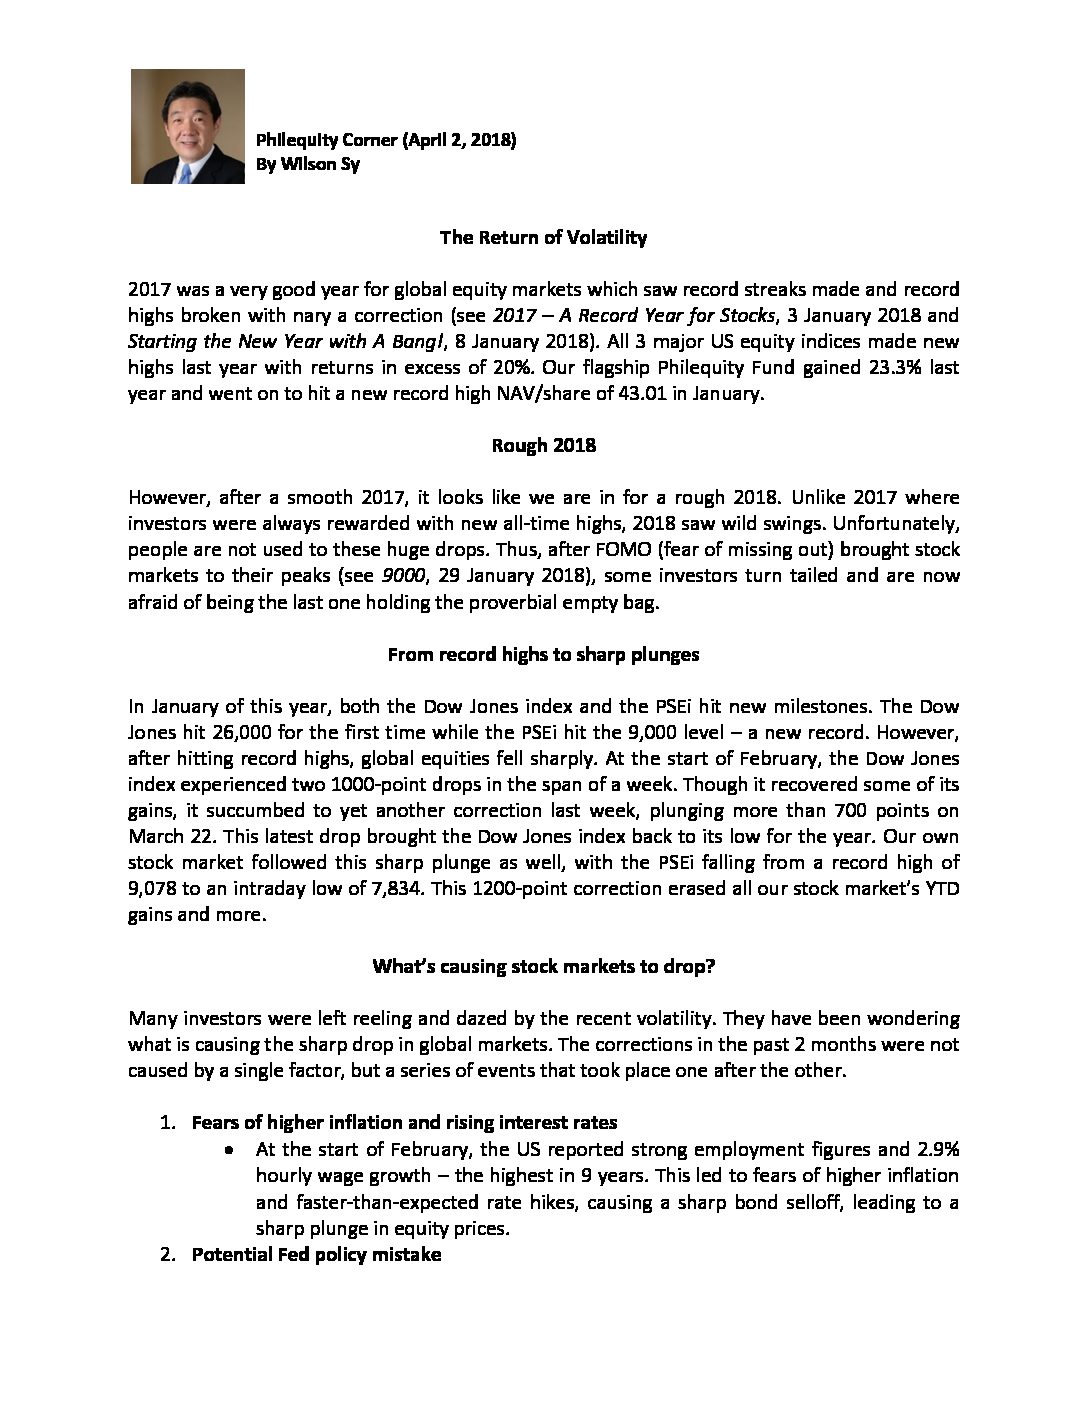 Philequity Corner (April 2, 2018)
By Wilson Sy
The Return of Volatility
2017 was a very good year for global equity markets which saw record streaks made and record
highs broken with nary a correction (see 2017 – A Record Year for Stocks, 3 January 2018 and
Starting the New Year with A Bang!, 8 January 2018). All 3 major US equity indices made new
highs last year with returns in excess of 20%. Our flagship Philequity Fund gained 23.3% last
year and went on to hit a new record high NAV/share of 43.01 in January.
Rough 2018
However, after a smooth 2017, it looks like we are in for a rough 2018. Unlike 2017 where
investors were always rewarded with new all-time highs, 2018 saw wild swings. Unfortunately,
people are not used to these huge drops. Thus, after FOMO (fear of missing out) brought stock
markets to their peaks (see 9000, 29 January 2018), some investors turn tailed and are now
afraid of being the last one holding the proverbial empty bag.
From record highs to sharp plunges
In January of this year, both the Dow Jones index and the PSEi hit new milestones. The Dow
Jones hit 26,000 for the first time while the PSEi hit the 9,000 level – a new record. However,
after hitting record highs, global equities fell sharply. At the start of February, the Dow Jones
index experienced two 1000-point drops in the span of a week. Though it recovered some of its
gains, it succumbed to yet another correction last week, plunging more than 700 points on
March 22. This latest drop brought the Dow Jones index back to its low for the year. Our own
stock market followed this sharp plunge as well, with the PSEi falling from a record high of
9,078 to an intraday low of 7,834. This 1200-point correction erased all our stock market's YTD
gains and more.
What's causing stock markets to drop?
Many investors were left reeling and dazed by the recent volatility. They have been wondering
what is causing the sharp drop in global markets. The corrections in the past 2 months were not
caused by a single factor, but a series of events that took place one after the other.
1. Fears of higher inflation and rising interest rates
• At the start of February, the US reported strong employment figures and 2.9%
hourly wage growth – the highest in 9 years. This led to fears of higher inflation
and faster-than-expected rate hikes, causing a sharp bond selloff, leading to a
sharp plunge in equity prices.
2. Potential Fed policy mistake